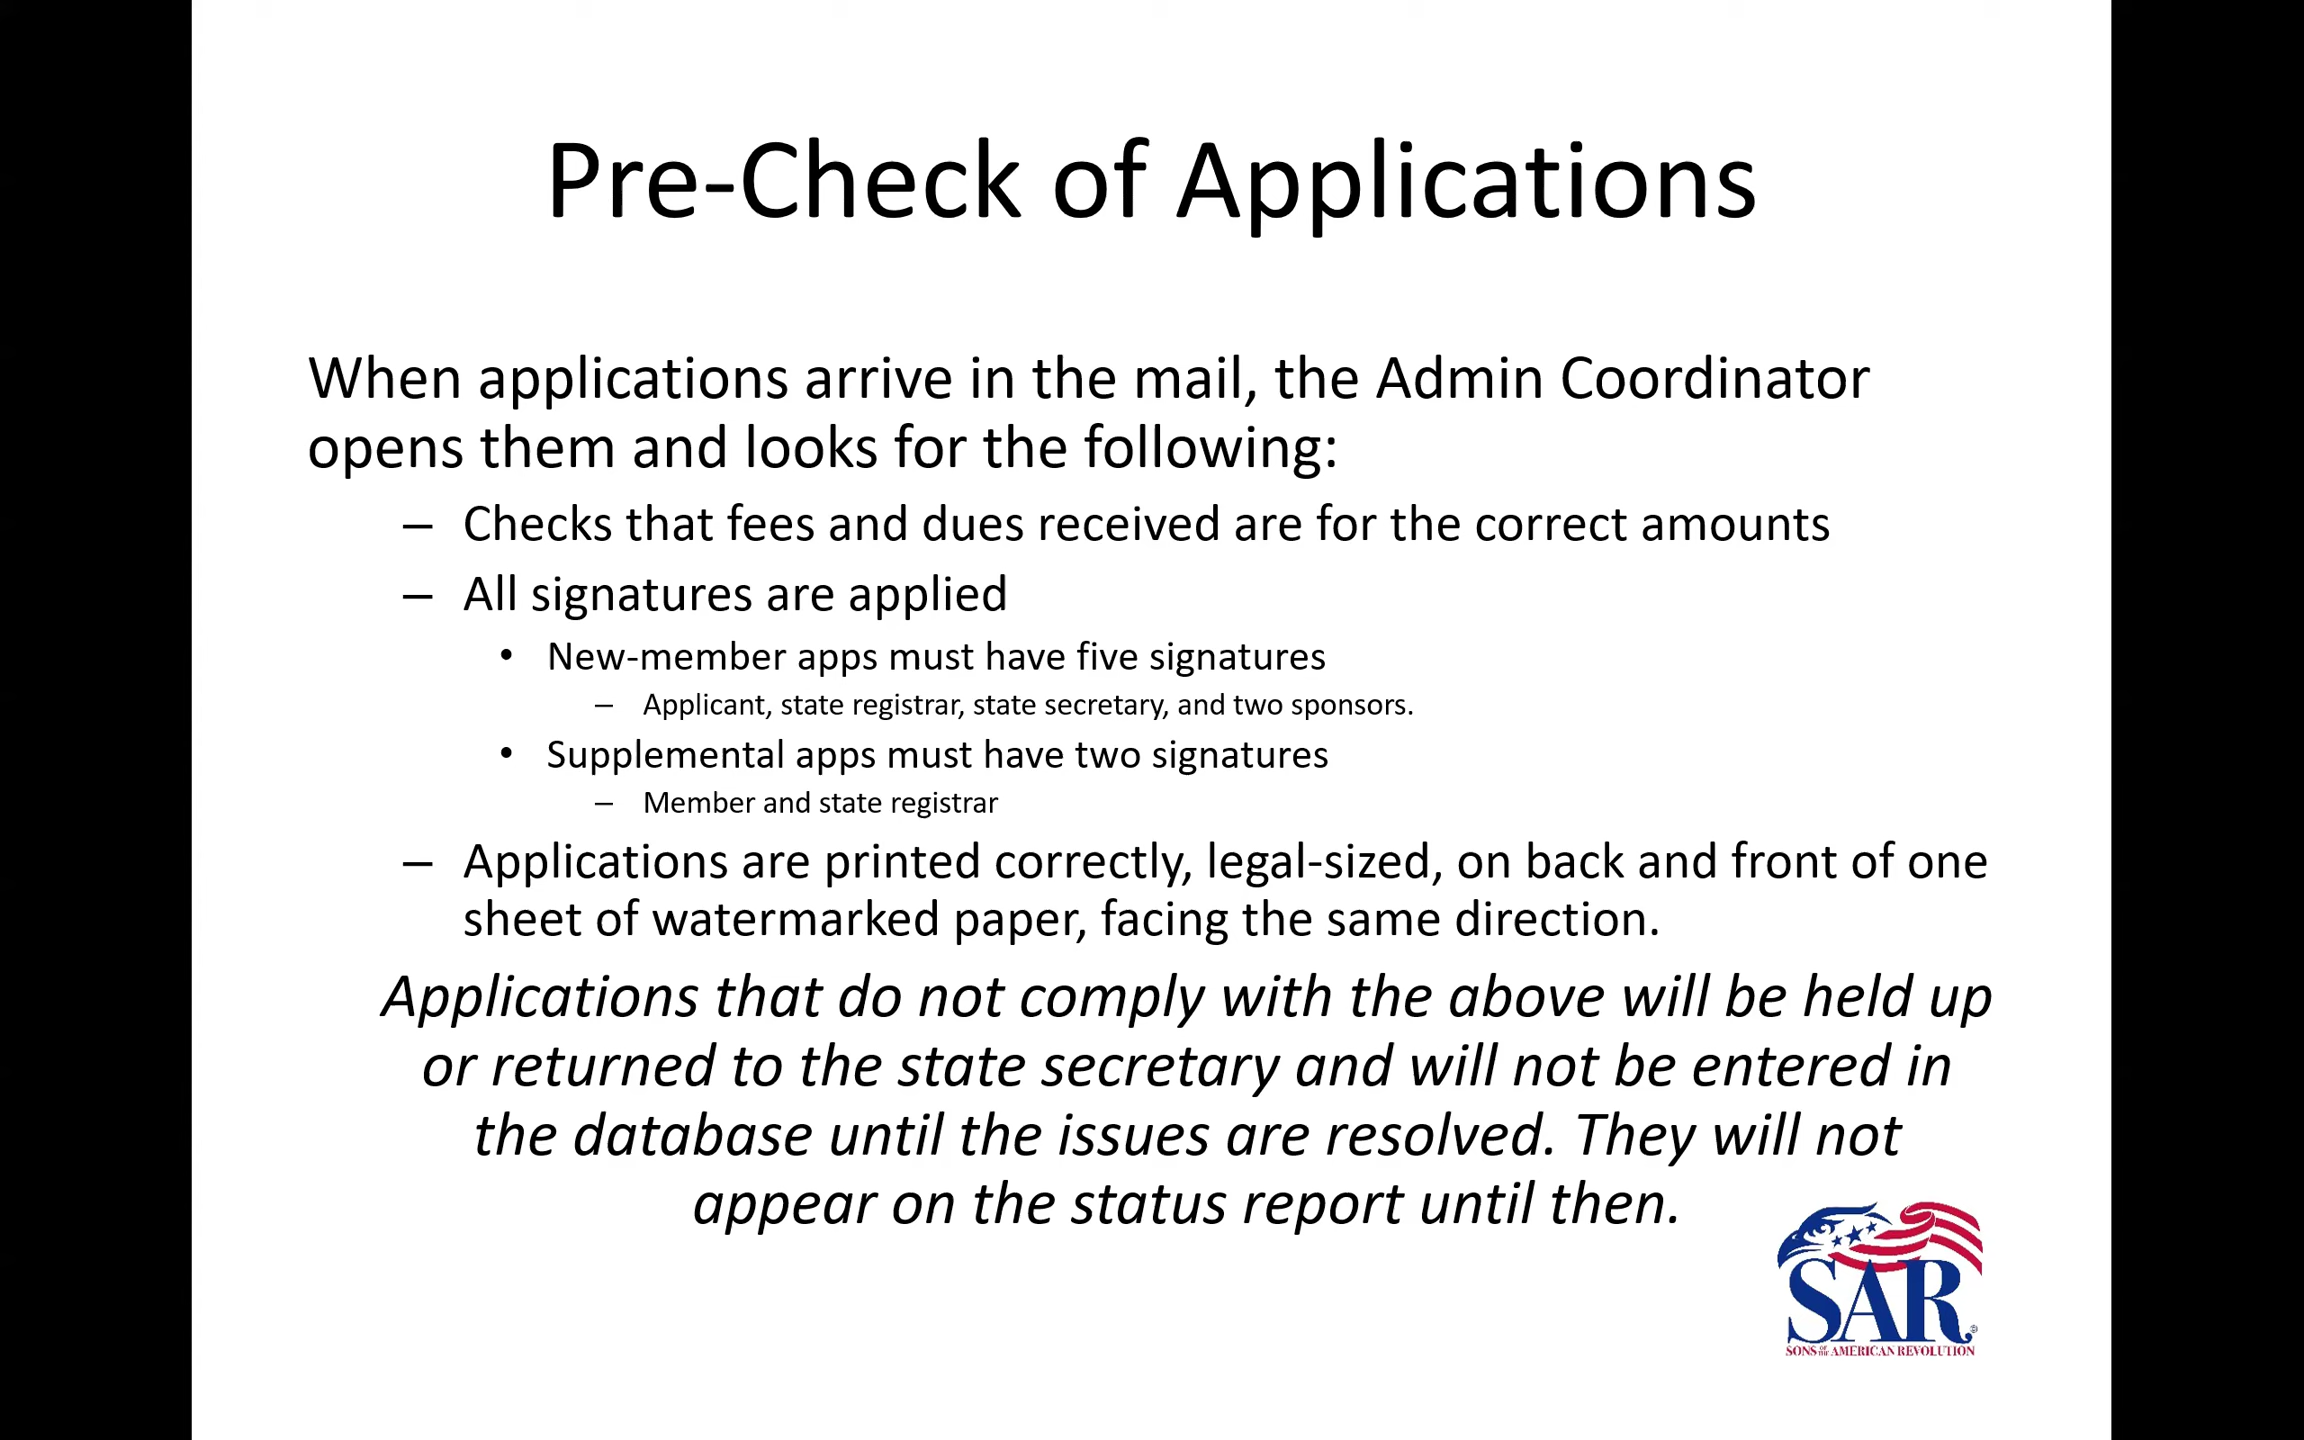 Pre-Check of Applications
When applications arrive in the mail, the Admin Coordinator
opens them and looks for the following:
– Checks that fees and dues received are for the correct amounts
– All signatures are applied
• New-member apps must have five signatures
– Applicant, state registrar, state secretary, and two sponsors.
• Supplemental apps must have two signatures
– Member and state registrar
– Applications are printed correctly, legal-sized, on back and front of one
sheet of watermarked paper, facing the same direction.
Applications that do not comply with the above will be held up
or returned to the state secretary and will not be entered in
the database until the issues are resolved. They will not
appear on the status report until then.
SAR®
SONS OF THE AMERICAN REVOLUTION